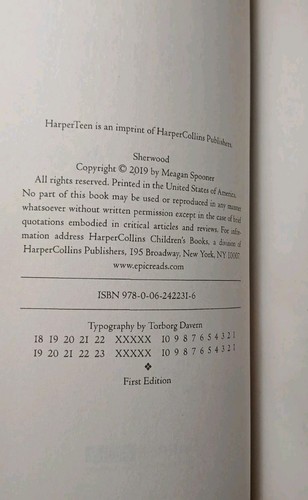 HarperTeen is an imprint of HarperCollins Publishers.
Sherwood
Copyright © 2019 by Meagan Spooner
All rights reserved. Printed in the United States of America.
No part of this book may be used or reproduced in any manner
whatsoever without written permission except in the case of brief
quotations embodied in critical articles and reviews. For infor-
mation address HarperCollins Children's Books, a division of
HarperCollins Publishers, 195 Broadway, New York, NY 10007.
www.epicreads.com
ISBN 978-0-06-242231-6
Typography by Torborg Davern
18 19 20 21 22 XXXXX 10 9 8 7 6 5 4 3 2 1
19 20 21 22 23 XXXXX 10 9 8 7 6 5 4 3 2 1
❖
First Edition